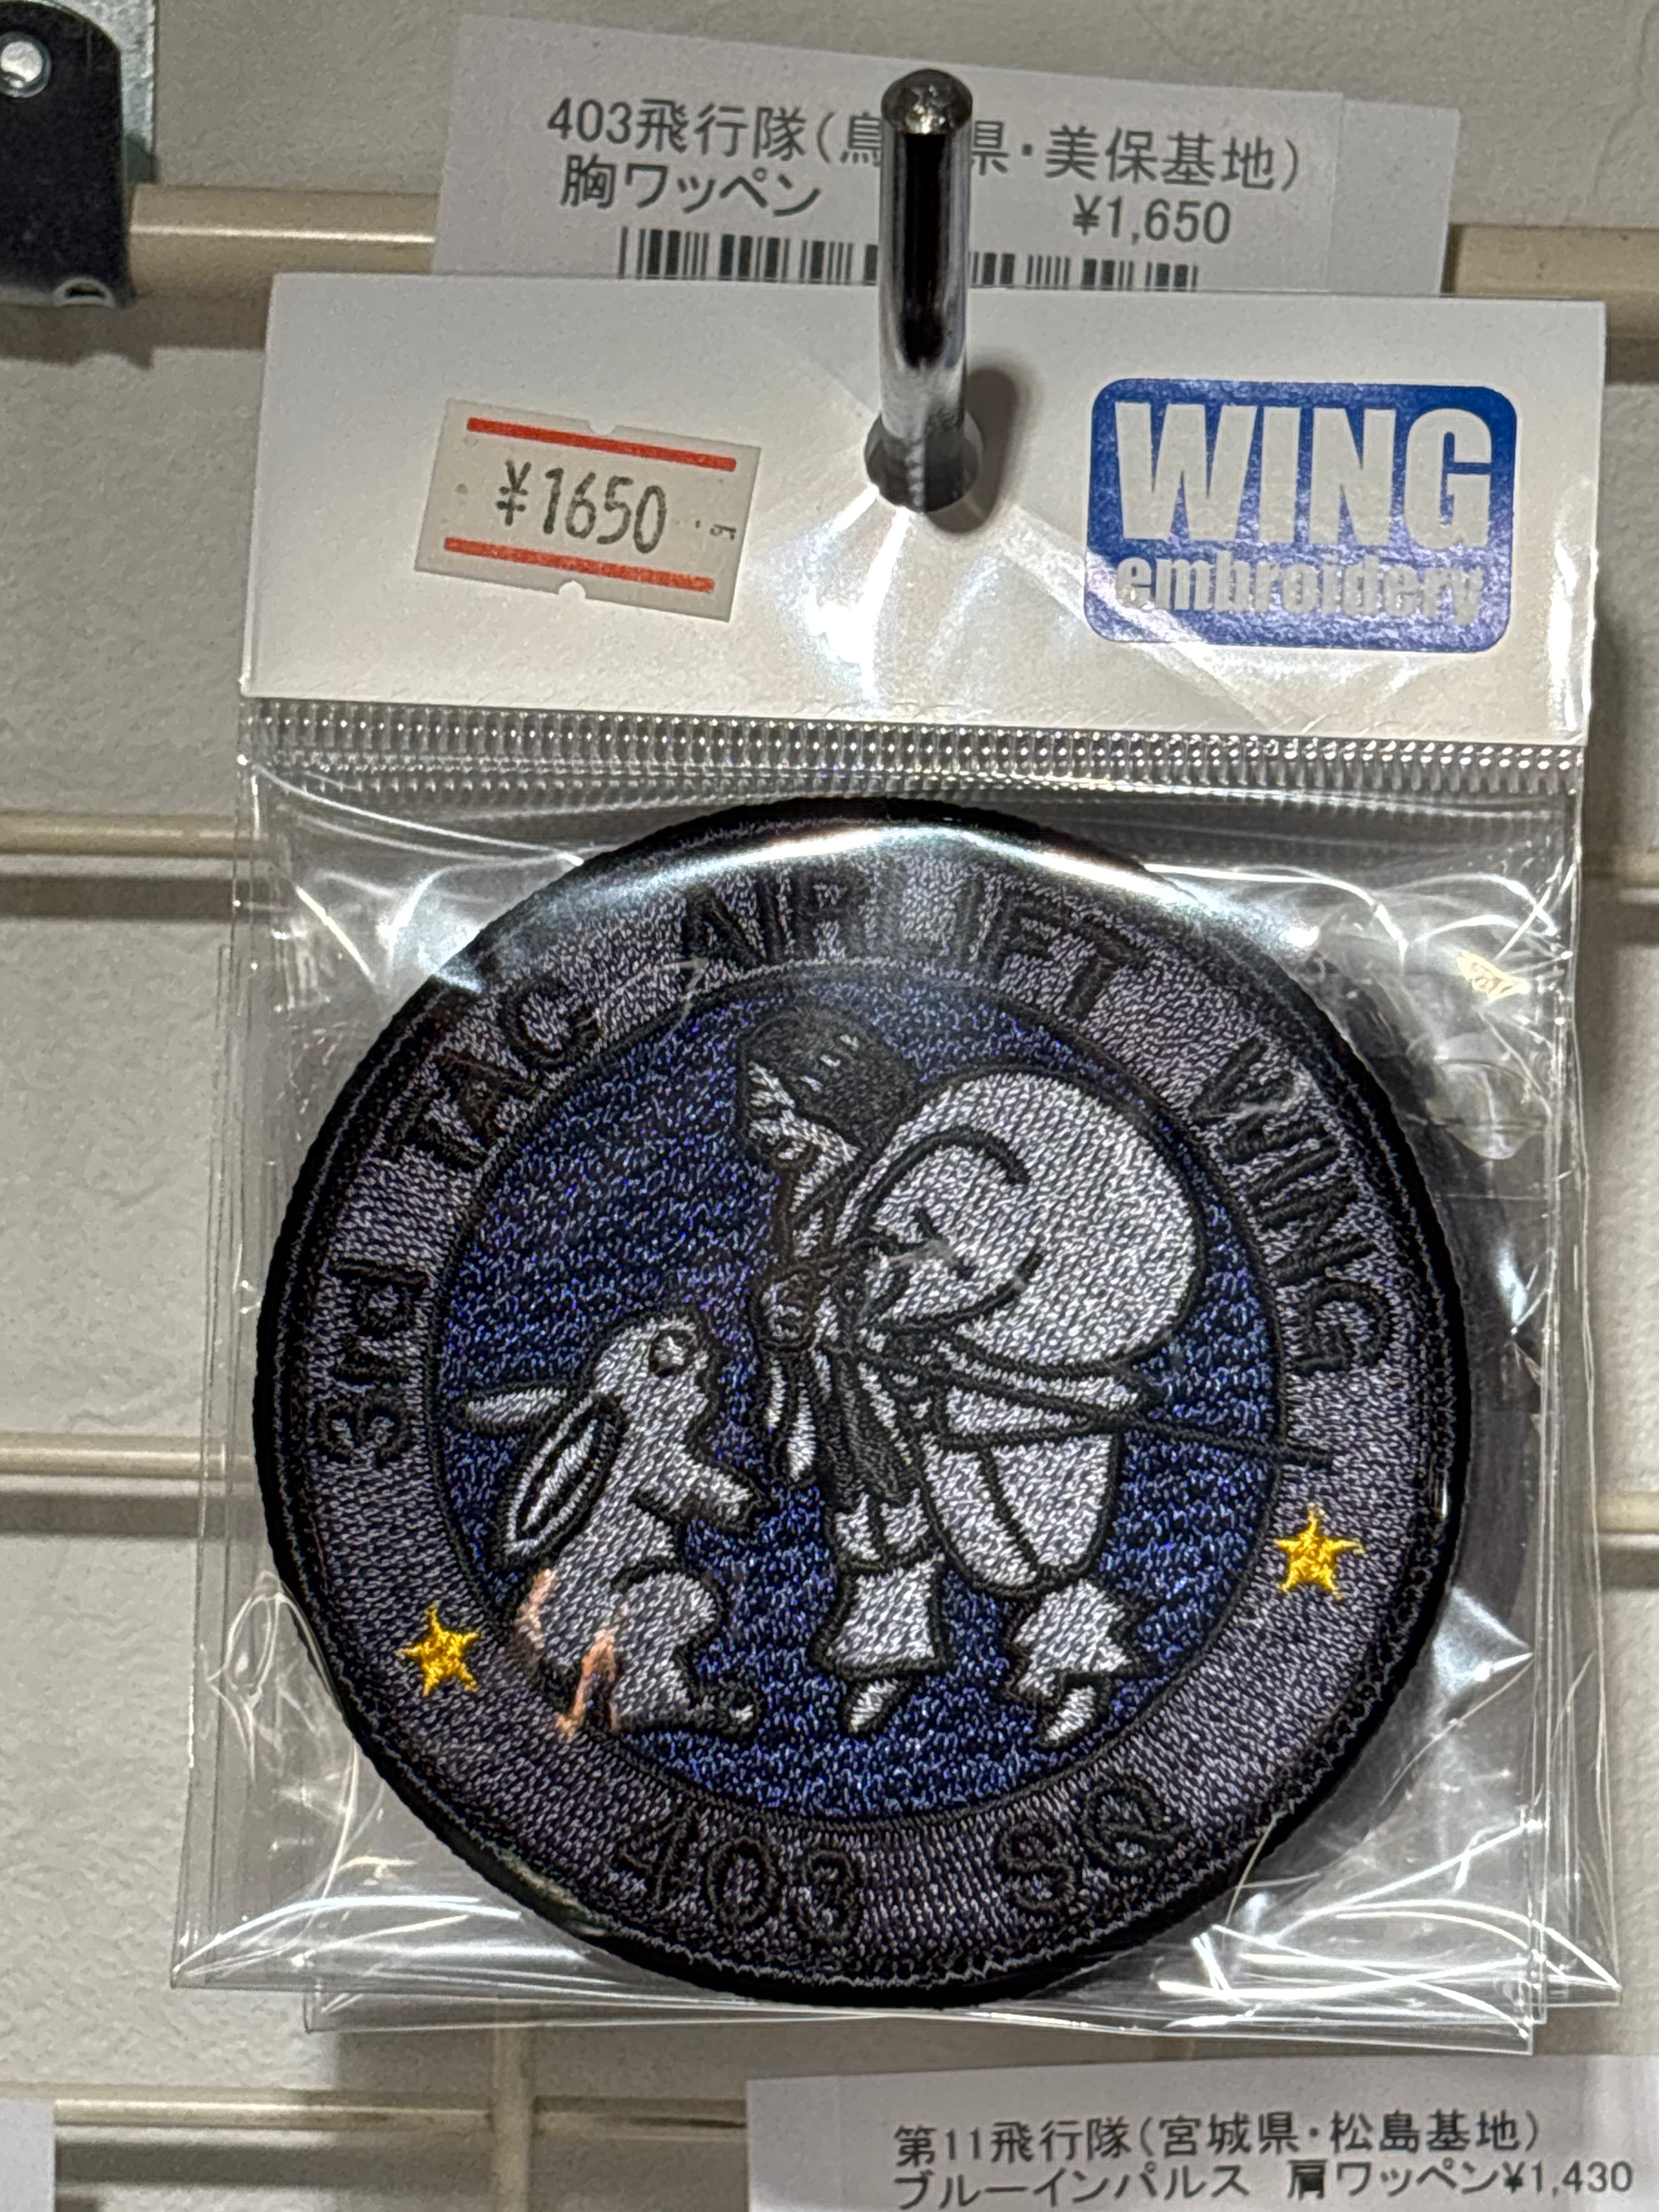 403飛行隊(鳥 県・美保基地)
胸ワッペン ¥1,650
¥1650
WING
embroidery
3rd TAG AIRLIFT WING
403 SQ
第11飛行隊(宮城県・松島基地)
ブルーインパルス 肩ワッペン¥1,430